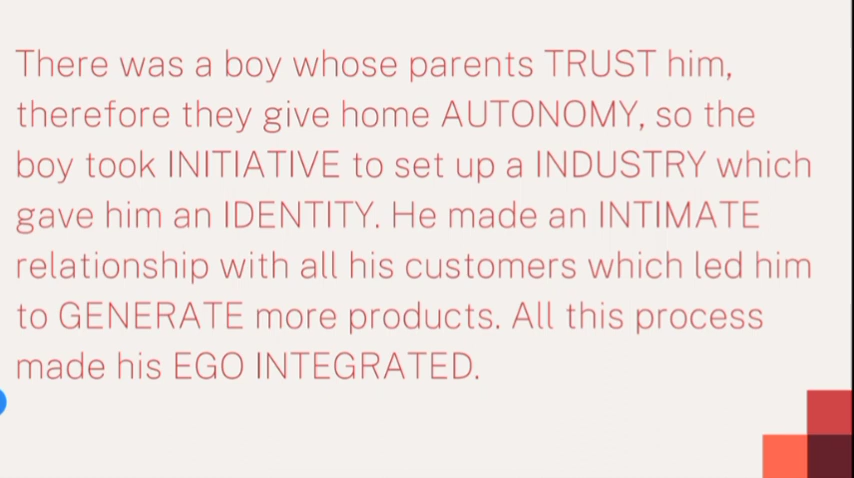 There was a boy whose parents TRUST him,
therefore they give home AUTONOMY, so the
boy took INITIATIVE to set up a INDUSTRY which
gave him an IDENTITY. He made an INTIMATE
relationship with all his customers which led him
to GENERATE more products. All this process
made his EGO INTEGRATED.